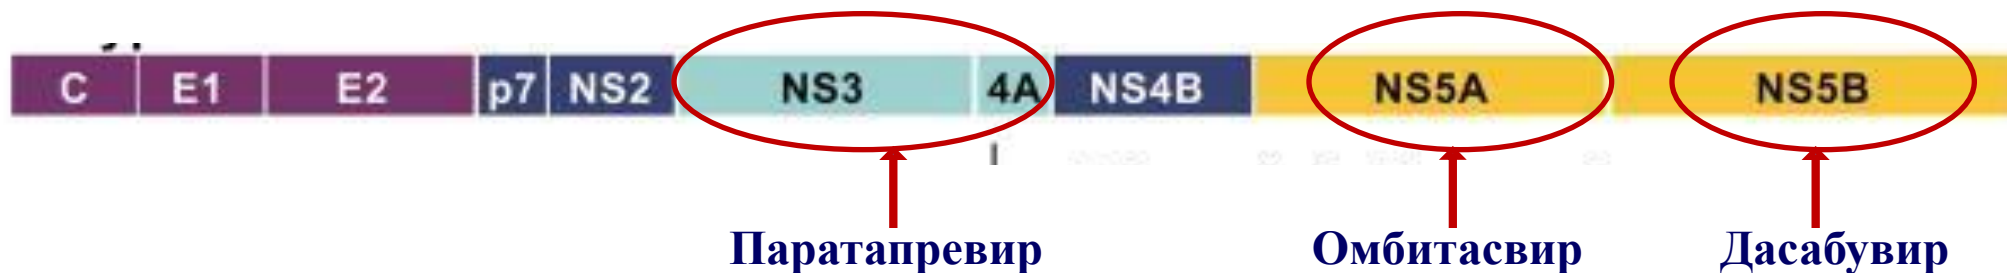 C E1 E2 p7 NS2 NS3 4A NS4B NS5A NS5B
Паратапревир Омбитасвир Дасабувир